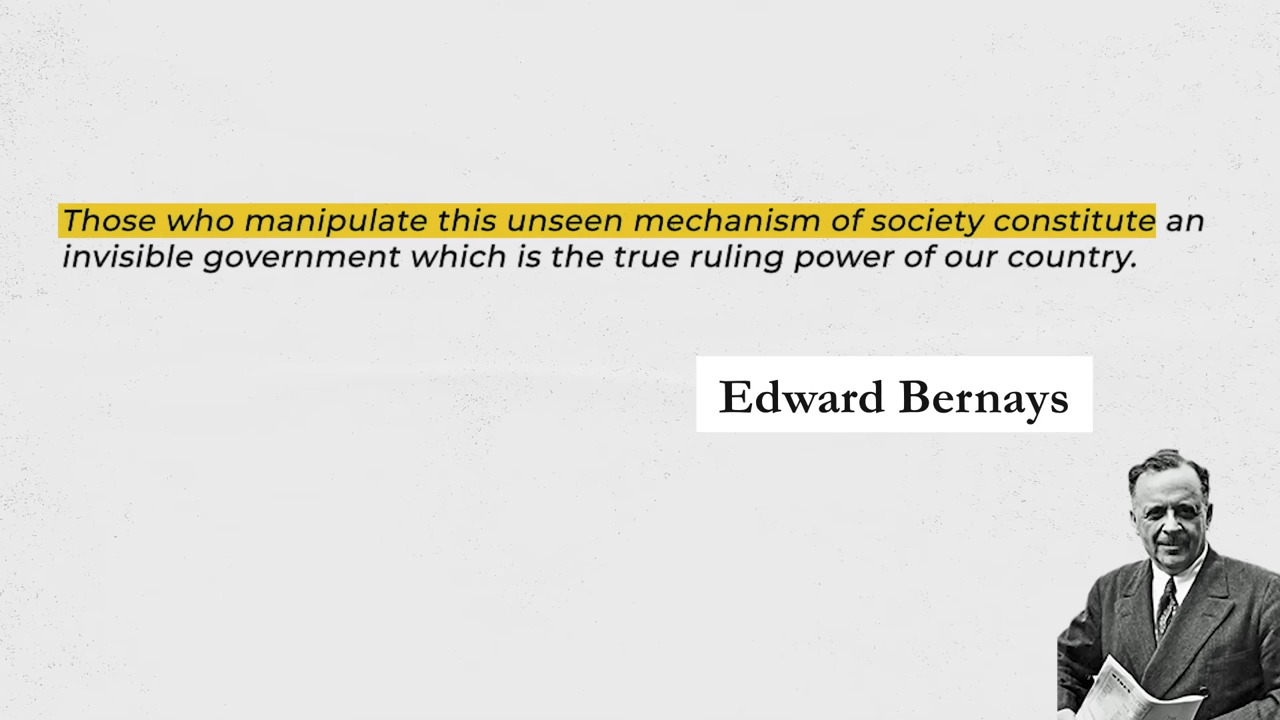 Those who manipulate this unseen mechanism of society constitute an
invisible government which is the true ruling power of our country.
Edward Bernays